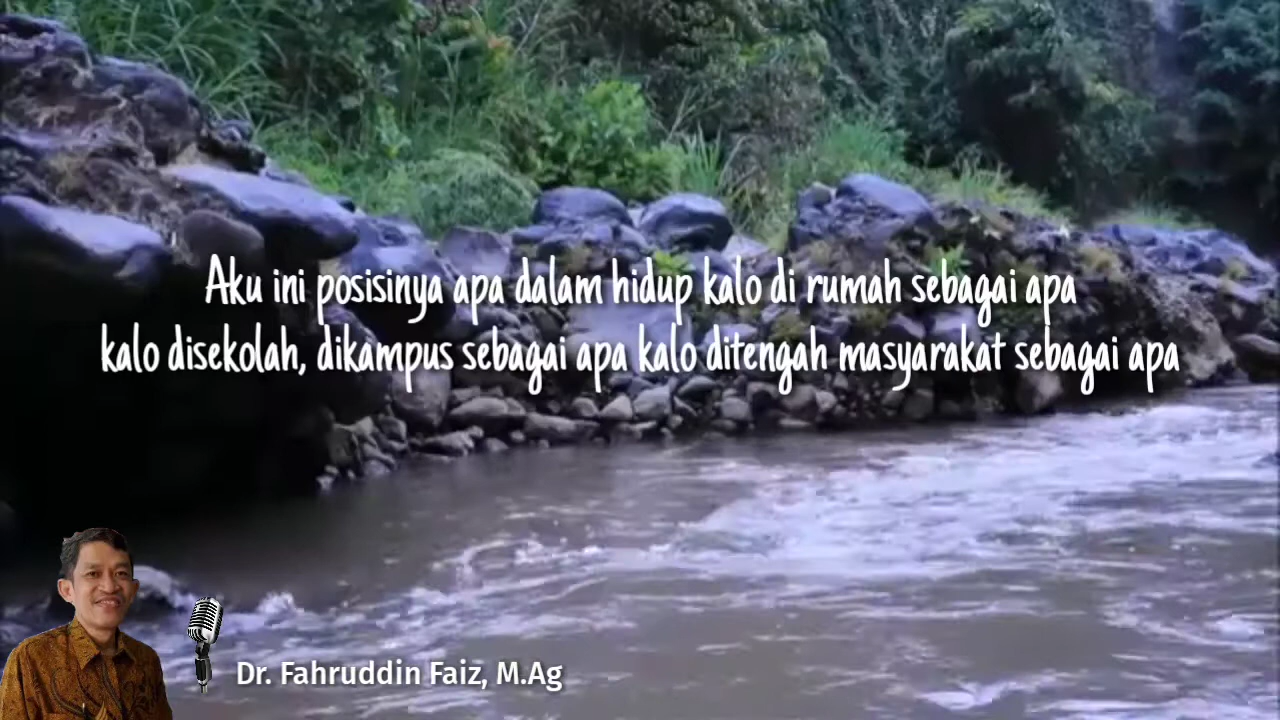 Aku ini posisinya apa dalam hidup kalo di rumah sebagai apa
kalo disekolah, dikampus sebagai apa kalo ditengah masyarakat sebagai apa
Dr. Fahruddin Faiz, M.Ag